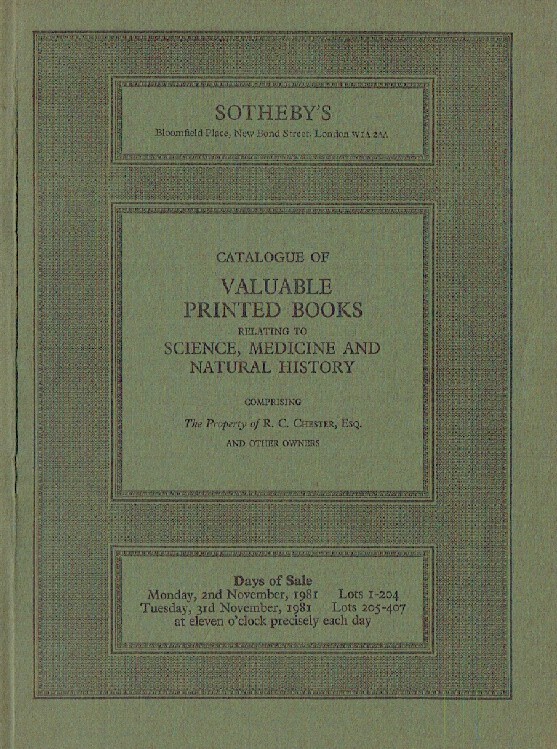 SOTHEBY'S
Bloomfield Place, New Bond Street, London W1A 2AA
CATALOGUE OF
VALUABLE
PRINTED BOOKS
RELATING TO
SCIENCE, MEDICINE AND
NATURAL HISTORY
COMPRISING
The Property of R. C. CHESTER, ESQ.
AND OTHER OWNERS
Days of Sale
Monday, 2nd November, 1981 Lots 1-204
Tuesday, 3rd November, 1981 Lots 205-407
at eleven o'clock precisely each day